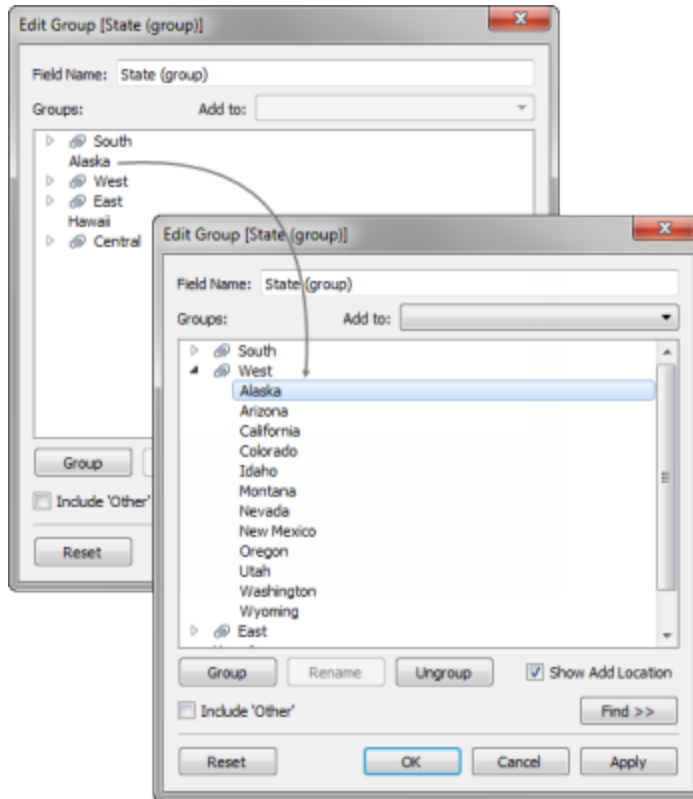 Edit Group [State (group)]
Field Name: State (group)
Groups: Add to:
South
Alaska
West
East
Hawaii
Central
Group
Include 'Other'
Reset
Edit Group [State (group)]
Field Name: State (group)
Groups: Add to:
South
West
Alaska
Arizona
California
Colorado
Idaho
Montana
Nevada
New Mexico
Oregon
Utah
Washington
Wyoming
East
Group Rename Ungroup Show Add Location
Include 'Other' Find >>
Reset OK Cancel Apply